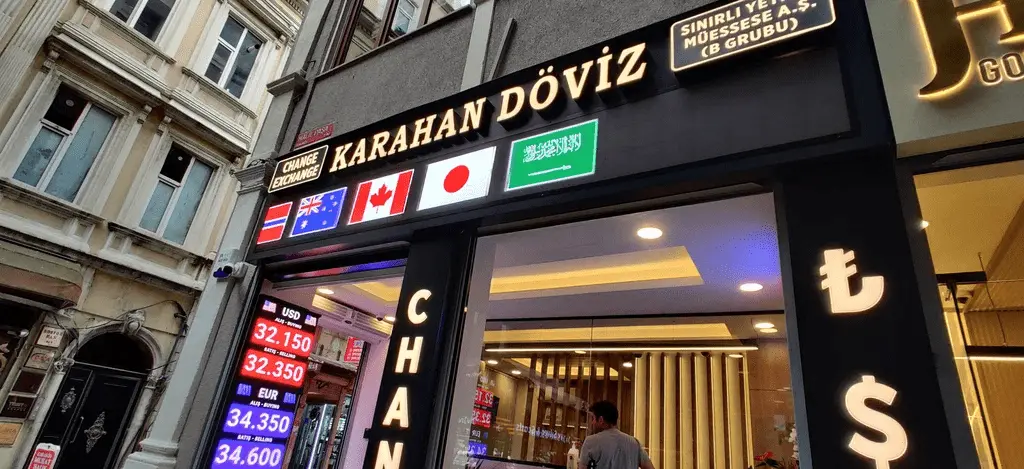 KARAHAN DÖVİZ
SINIRLI YETKİLİ
MÜESSESE A.Ş.
(B GRUBU)
CHANGE
EXCHANGE
USD
ALIŞ - BUYING
32.150
SATIŞ - SELLING
32.350
EUR
ALIŞ - BUYING
34.350
SATIŞ - SELLING
34.600
CHAN
₺
$
GO